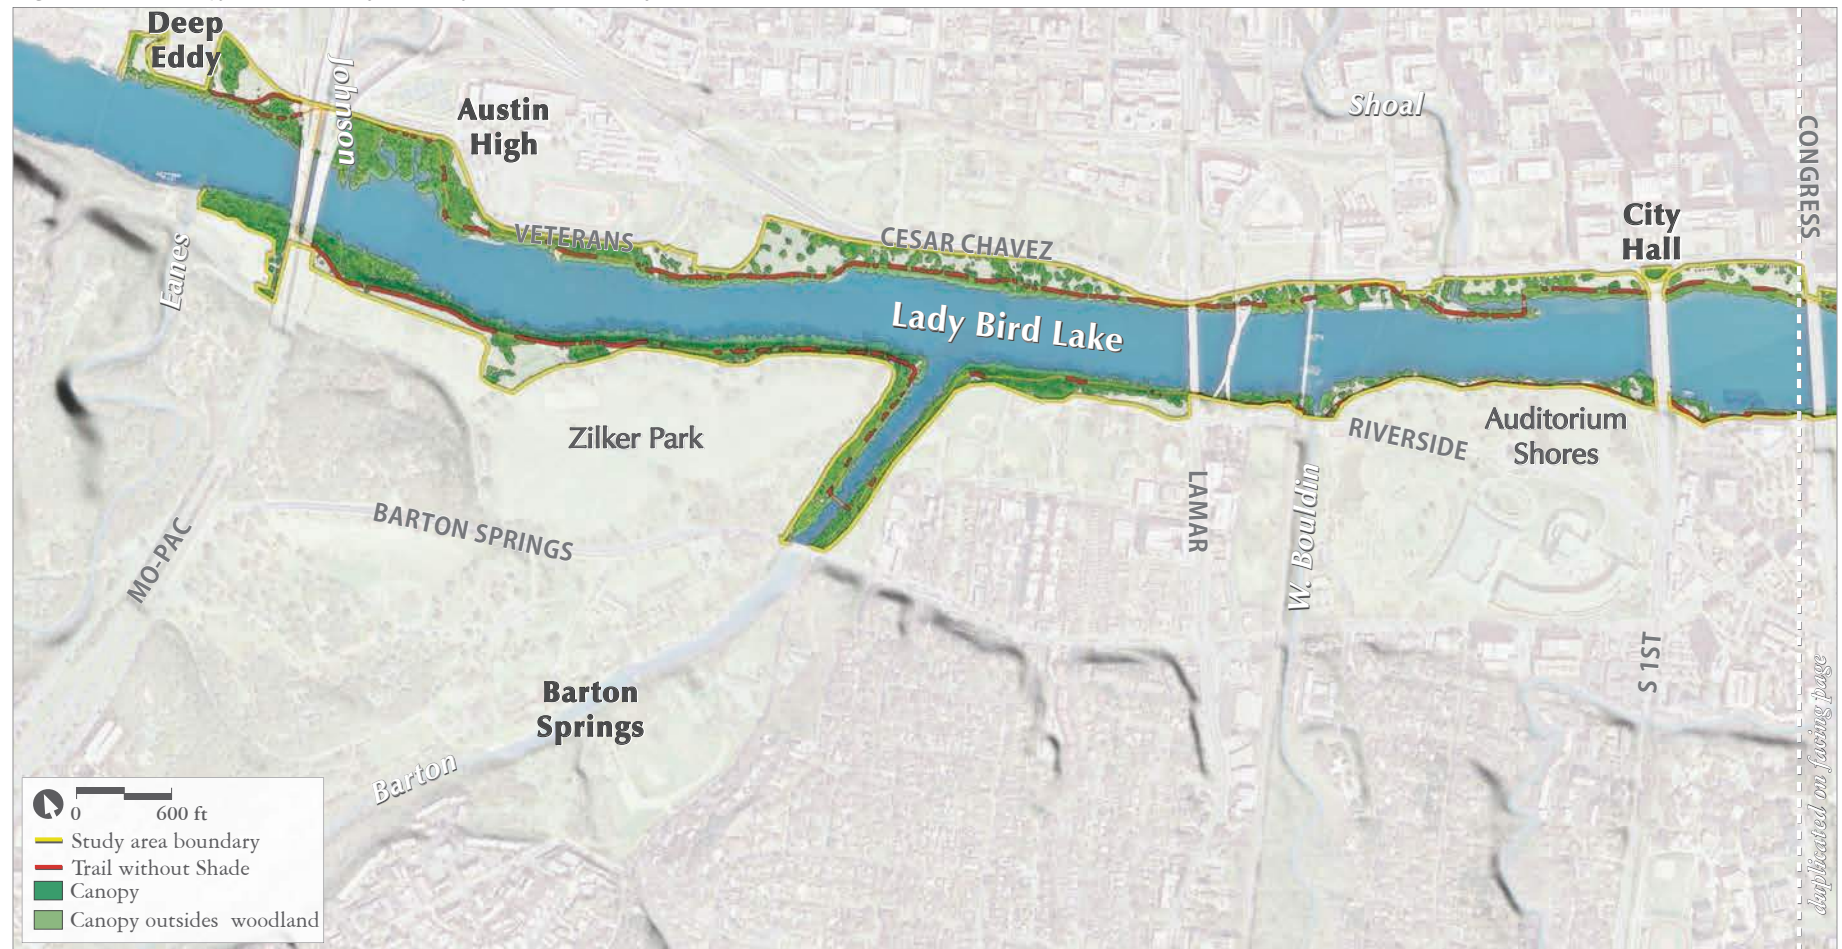 Deep
Eddy
Johnson
Austin
High
Shoal
CONGRESS
City
Hall
VETERANS
CESAR CHAVEZ
Eanes
Lady Bird Lake
Zilker Park
RIVERSIDE
Auditorium
Shores
LAMAR
W. Bouldin
BARTON SPRINGS
MO-PAC
S 1ST
Barton
Springs
Barton
duplicated on facing page
0 600 ft
Study area boundary
Trail without Shade
Canopy
Canopy outsides woodland